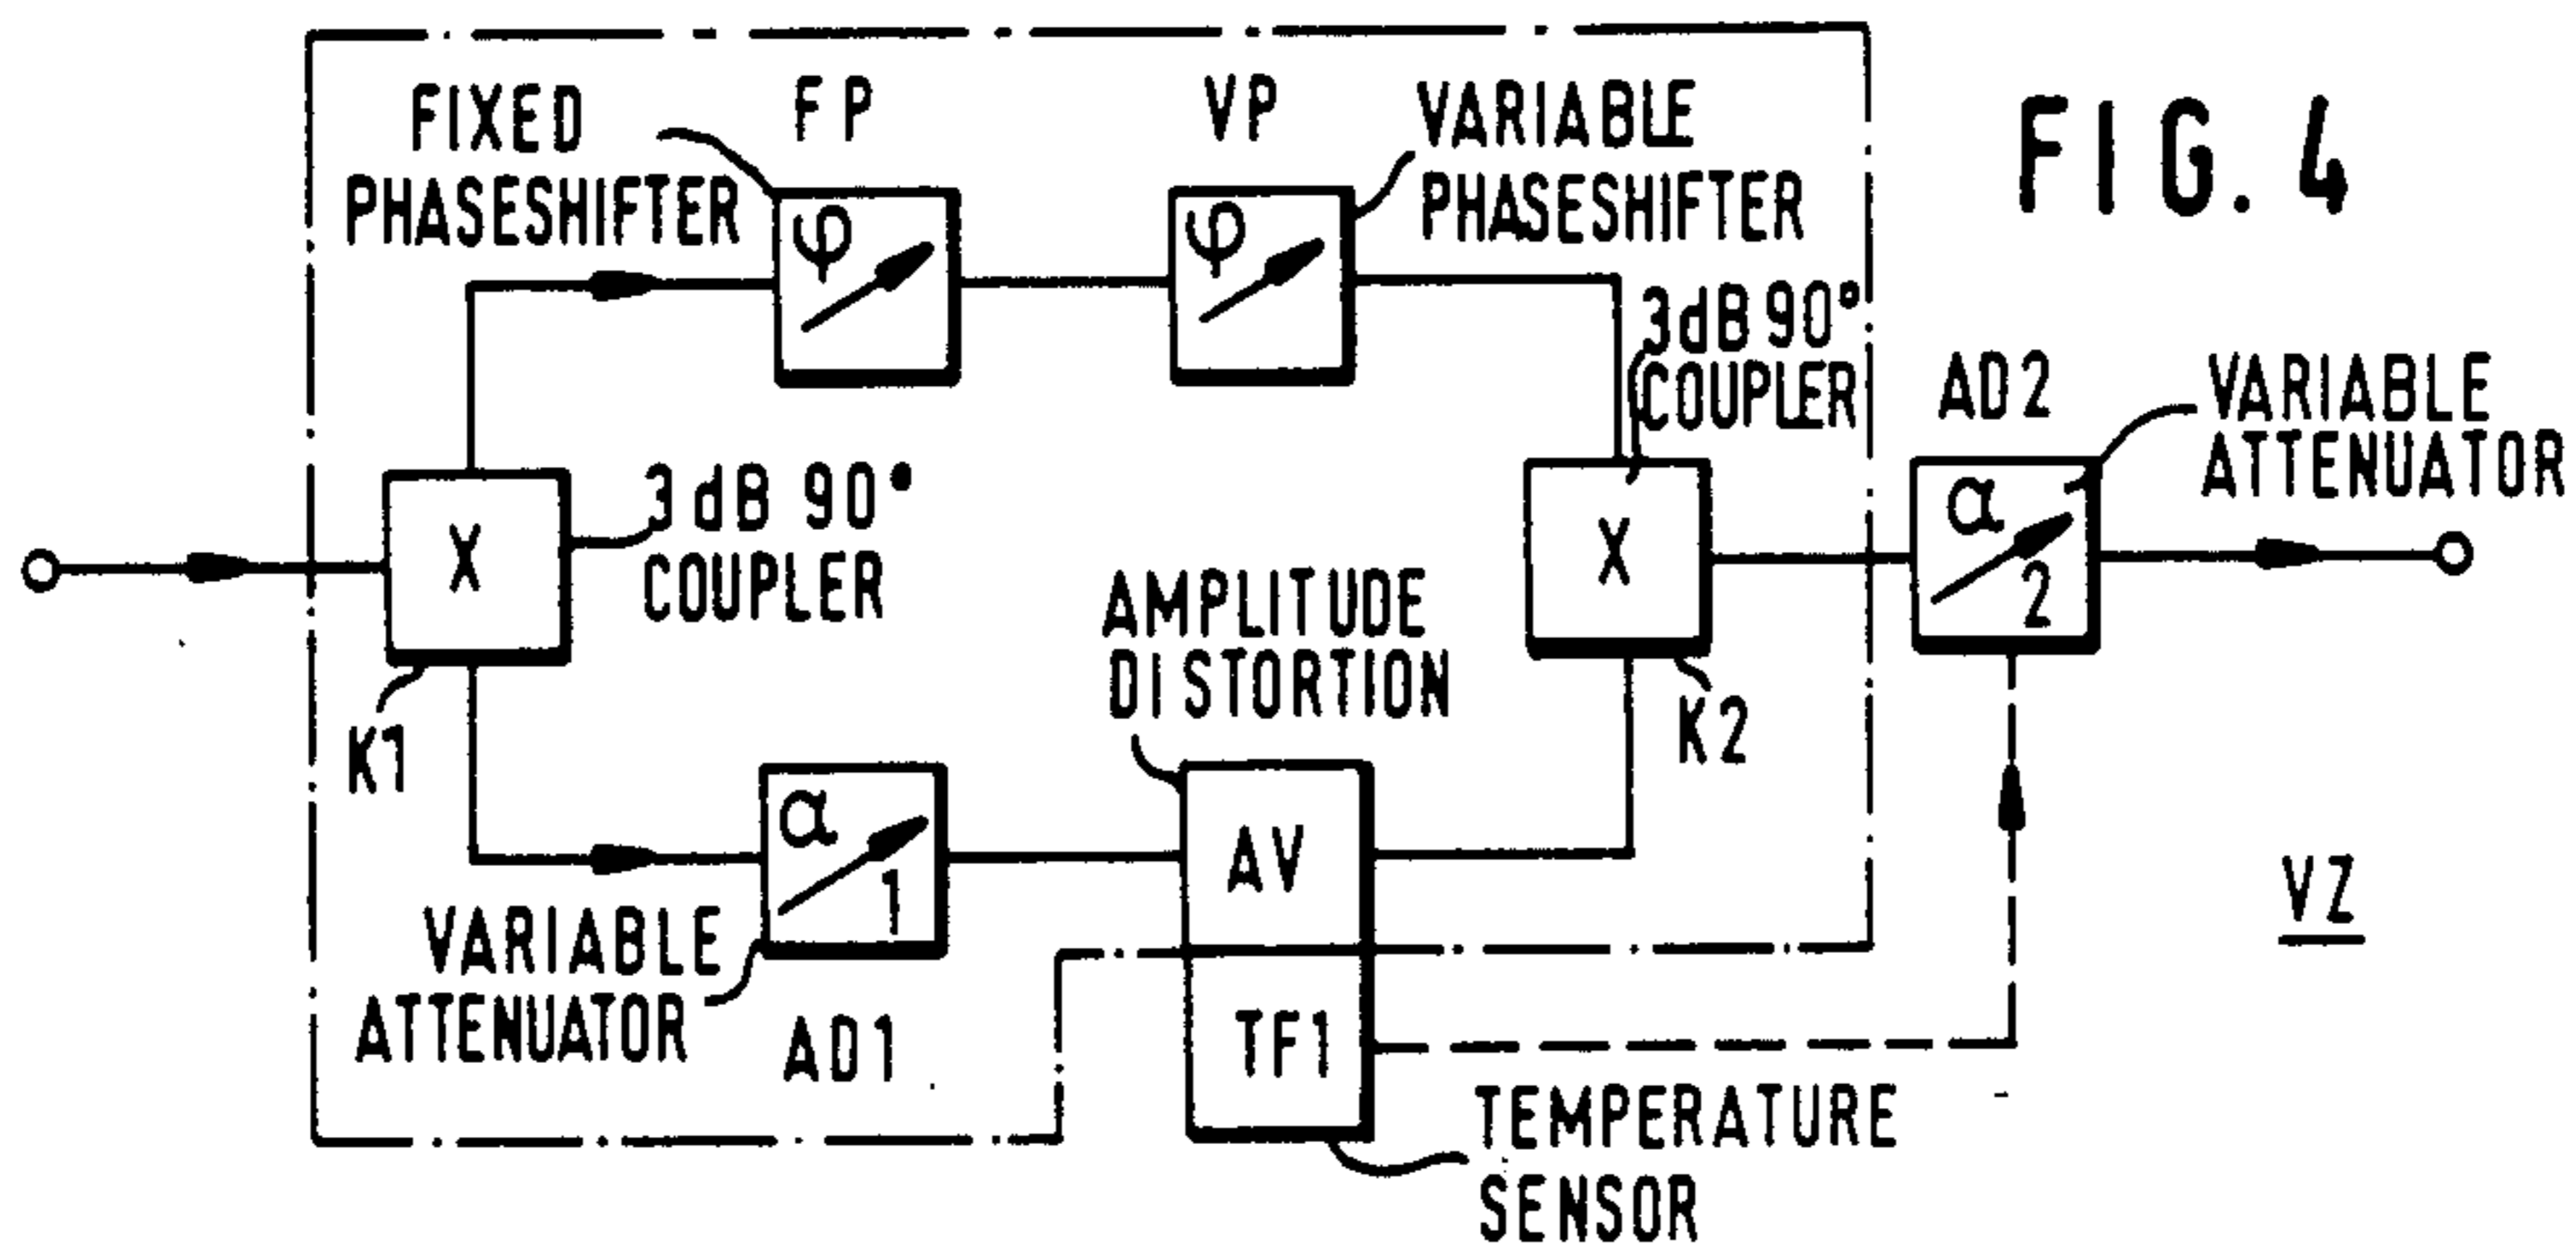 FIG. 4
FIXED
PHASESHIFTER
FP
φ
VP
φ
VARIABLE
PHASESHIFTER
3dB 90°
COUPLER
AD2
VARIABLE
ATTENUATOR
α
2
X
3dB 90°
COUPLER
K1
X
K2
AMPLITUDE
DISTORTION
α
1
VARIABLE
ATTENUATOR
AD1
AV
TF1
TEMPERATURE
SENSOR
VZ